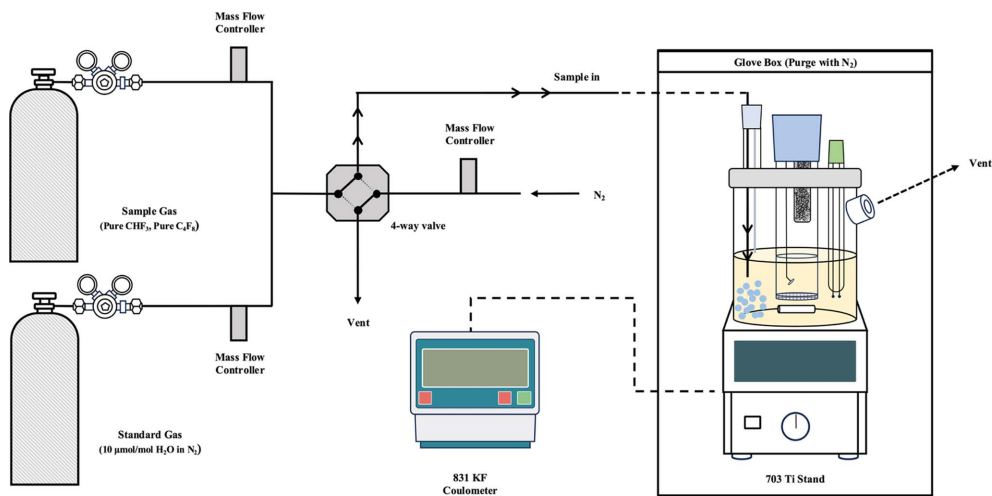 Mass Flow
Controller
Glove Box (Purge with N₂)
Sample in
Mass Flow
Controller
Vent
Sample Gas
(Pure CHF₃, Pure C₄F₈)
N₂
4-way valve
Vent
Mass Flow
Controller
Standard Gas
(10 µmol/mol H₂O in N₂)
831 KF
Coulometer
703 Ti Stand